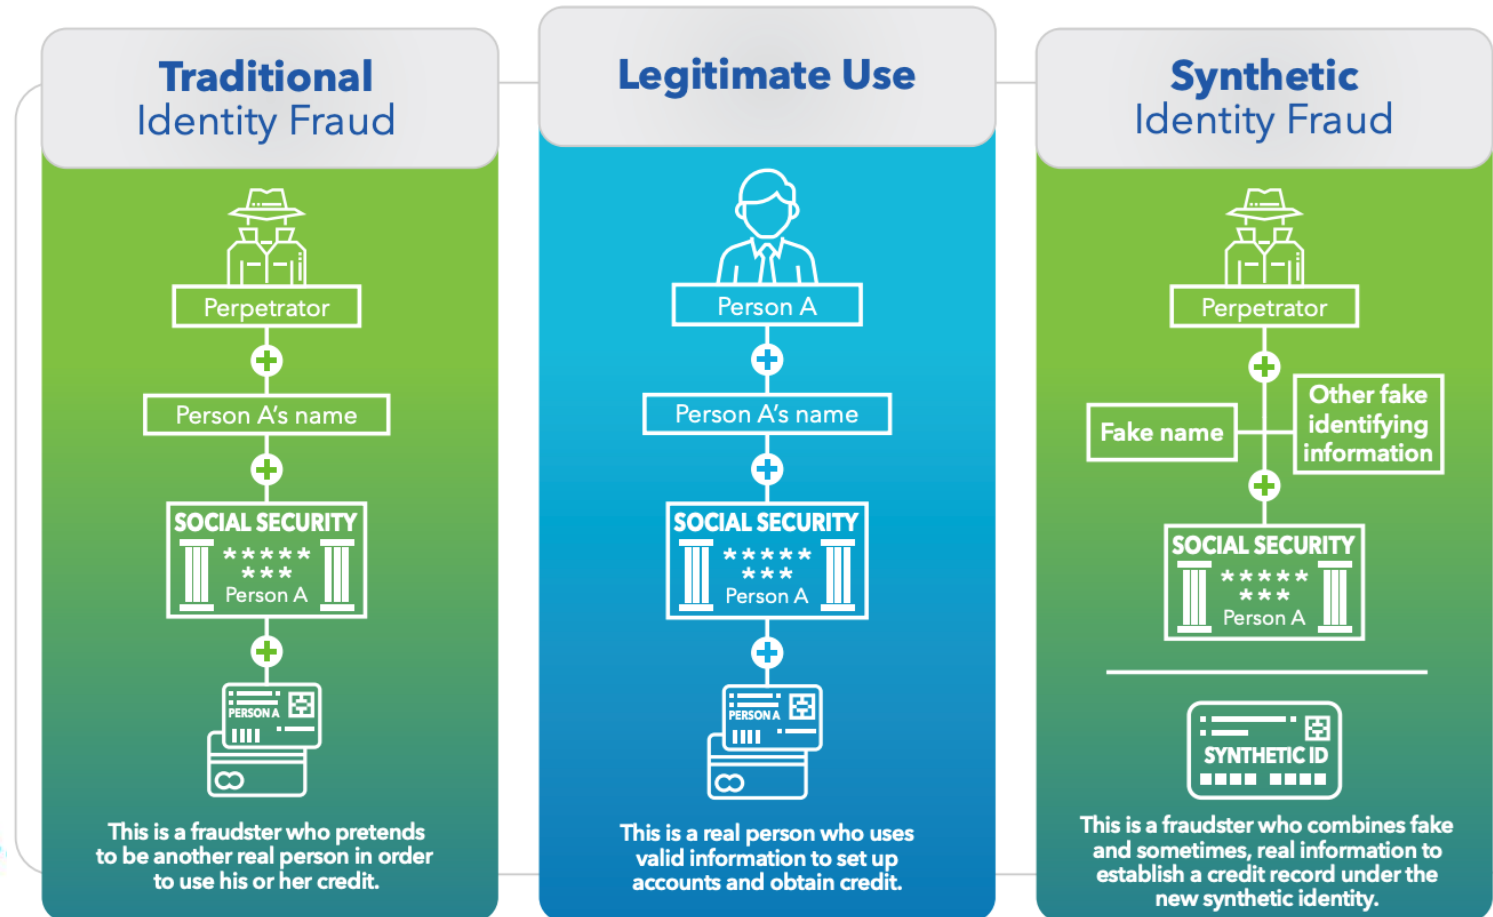 Traditional
Identity Fraud
Perpetrator
Person A's name
SOCIAL SECURITY
*****
***
Person A
PERSON A
This is a fraudster who pretends
to be another real person in order
to use his or her credit.
Legitimate Use
Person A
Person A's name
SOCIAL SECURITY
*****
***
Person A
PERSON A
This is a real person who uses
valid information to set up
accounts and obtain credit.
Synthetic
Identity Fraud
Perpetrator
Fake name
Other fake
identifying
information
SOCIAL SECURITY
*****
***
Person A
SYNTHETIC ID
This is a fraudster who combines fake
and sometimes, real information to
establish a credit record under the
new synthetic identity.